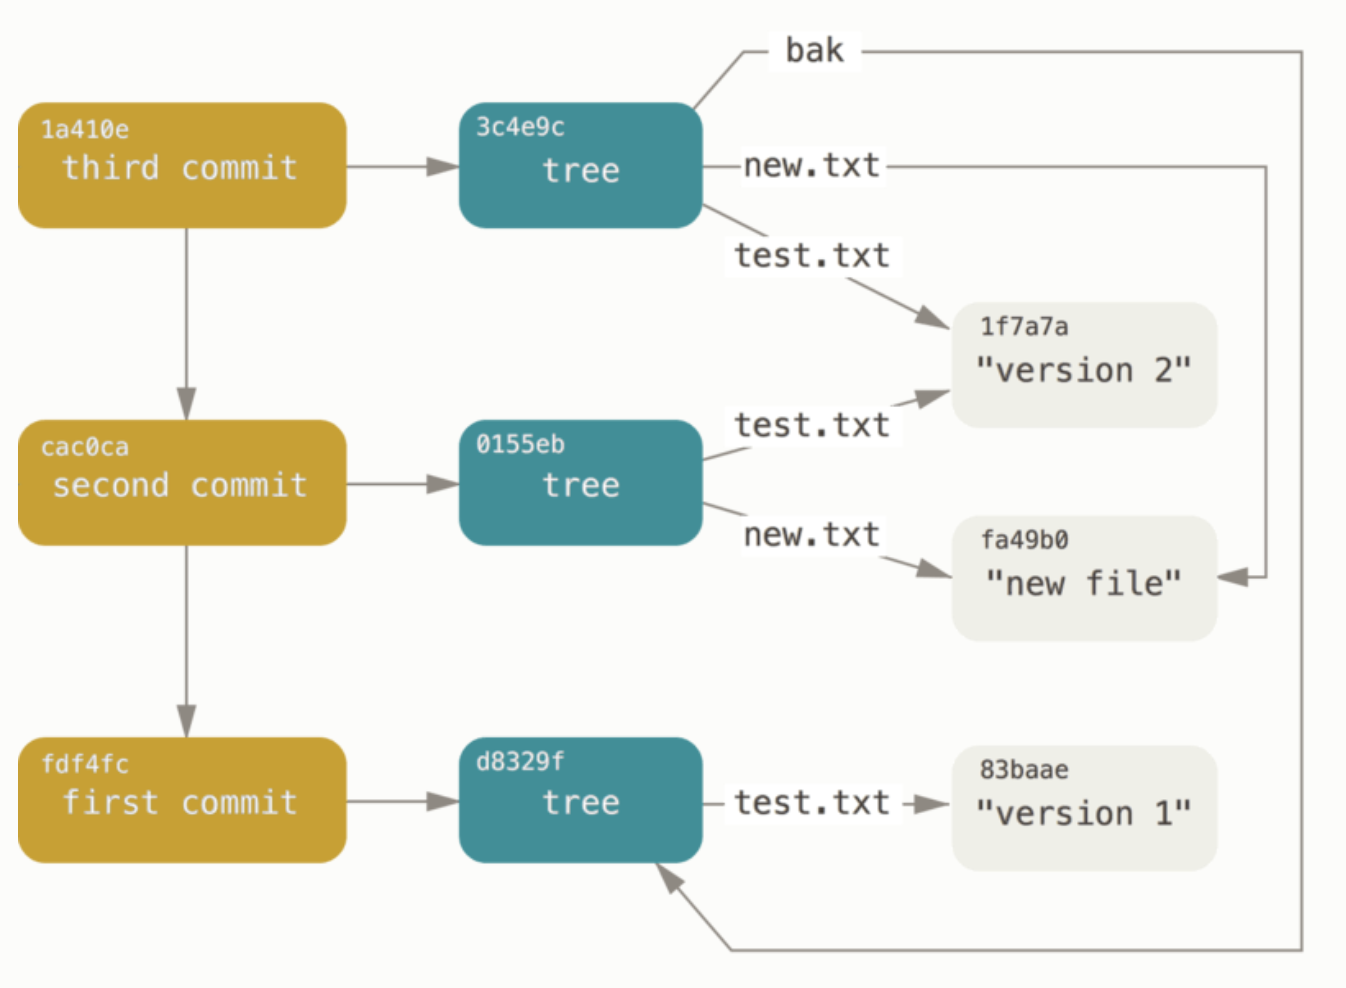 bak
1a410e
third commit
3c4e9c
tree
new.txt
test.txt
1f7a7a
"version 2"
cac0ca
second commit
0155eb
tree
test.txt
new.txt
fa49b0
"new file"
fdf4fc
first commit
d8329f
tree
test.txt
83baae
"version 1"